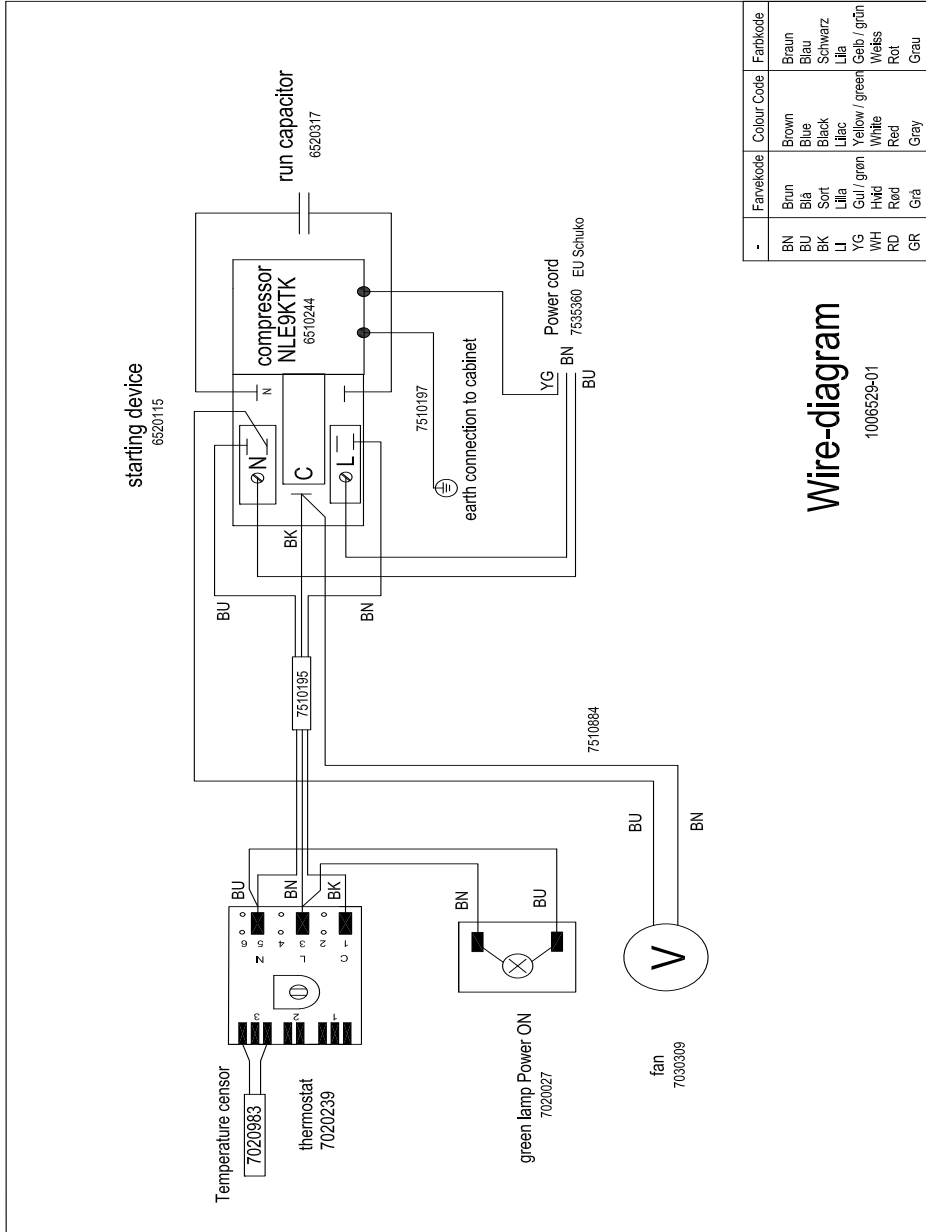 starting device
6520115
run capacitor
6520317
compressor
NLE9KTK
6510244
N
N
C
L
BK
BU
BN
7510195
7510197
earth connection to cabinet
Power cord
7535360 EU Schuko
YG
BN
BU
7510884
Temperature censor
7020983
thermostat
7020239
3
2
1
6
5
4
3
2
1
N
L
C
BU
BN
BK
green lamp Power ON
7020027
BN
BU
fan
7030309
V
BU
BN
Wire-diagram
1006529-01
- Farvekode Colour Code Farbkode
BN Brun Brown Braun
BU Blå Blue Blau
BK Sort Black Schwarz
LI Lilla Lilac Lila
YG Gul / grøn Yellow / green Gelb / grün
WH Hvid White Weiss
RD Rød Red Rot
GR Grå Gray Grau